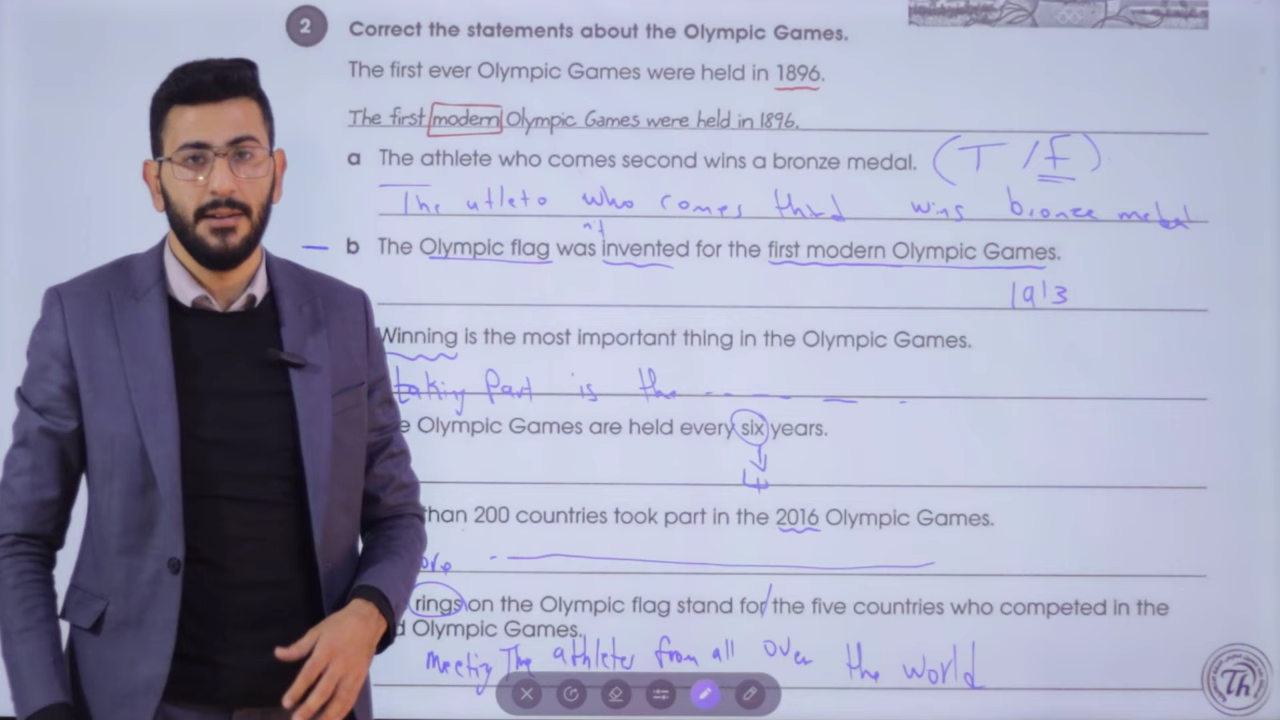 2 Correct the statements about the Olympic Games.
The first ever Olympic Games were held in 1896.
The first modern Olympic Games were held in 1896.
a The athlete who comes second wins a bronze medal. (T / F)
The atleto who comes third wins bronze medal
n't
b The Olympic flag was invented for the first modern Olympic Games.
1913
Winning is the most important thing in the Olympic Games.
taking Part is the
e Olympic Games are held every six years.
4
than 200 countries took part in the 2016 Olympic Games.
ore
rings on the Olympic flag stand for the five countries who competed in the
d Olympic Games.
meeting The athletes from all over the world
Th